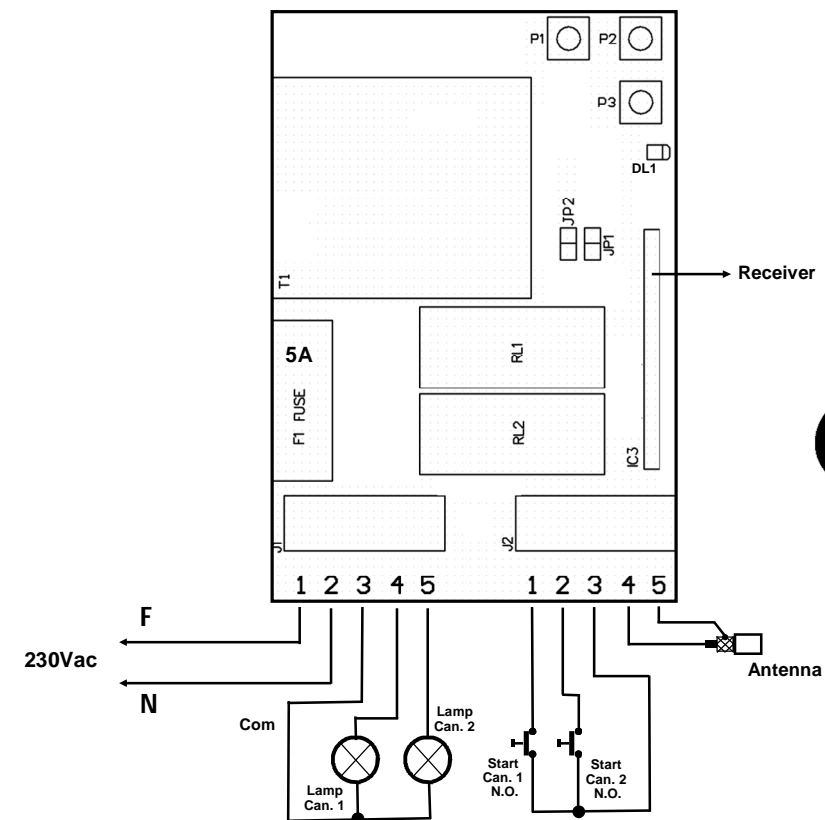 P1
P2
P3
DL1
JP2
JP1
Receiver
T1
5A
F1 FUSE
RL1
RL2
IC3
J1
J2
1 2 3 4 5
1 2 3 4 5
F
230Vac
N
Antenna
Com
Lamp
Can. 2
Lamp
Can. 1
Start
Can. 1
N.O.
Start
Can. 2
N.O.